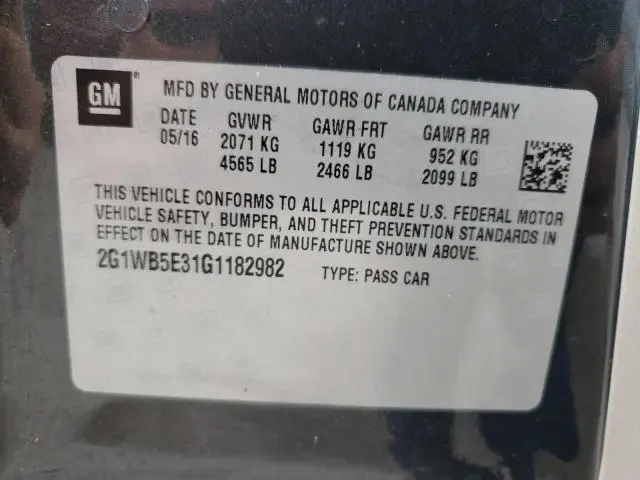 GM®
MFD BY GENERAL MOTORS OF CANADA COMPANY
DATE GVWR GAWR FRT GAWR RR
05/16 2071 KG 1119 KG 952 KG
4565 LB 2466 LB 2099 LB
THIS VEHICLE CONFORMS TO ALL APPLICABLE U.S. FEDERAL MOTOR
VEHICLE SAFETY, BUMPER, AND THEFT PREVENTION STANDARDS IN
EFFECT ON THE DATE OF MANUFACTURE SHOWN ABOVE.
2G1WB5E31G1182982 TYPE: PASS CAR